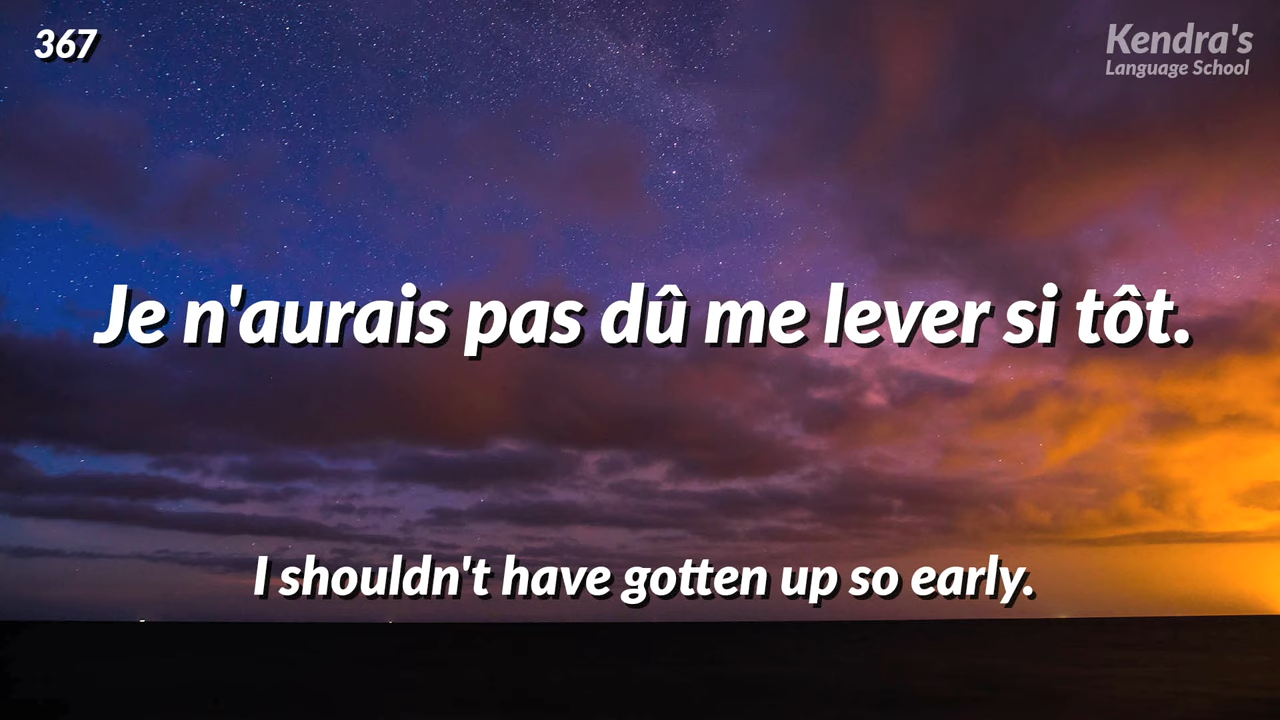 367
Kendra's
Language School
Je n'aurais pas dû me lever si tôt.
I shouldn't have gotten up so early.